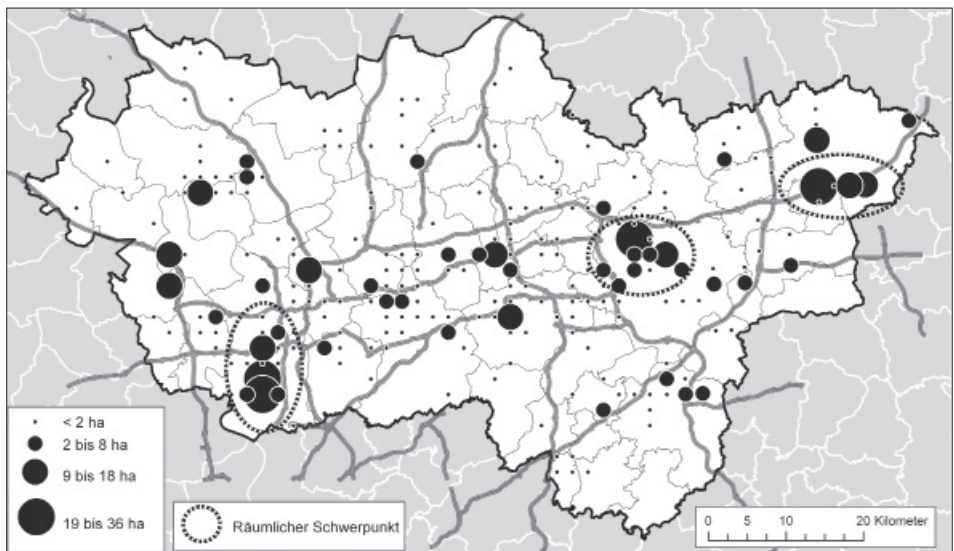 < 2 ha
2 bis 8 ha
9 bis 18 ha
19 bis 36 ha
Räumlicher Schwerpunkt
0 5 10 20 Kilometer